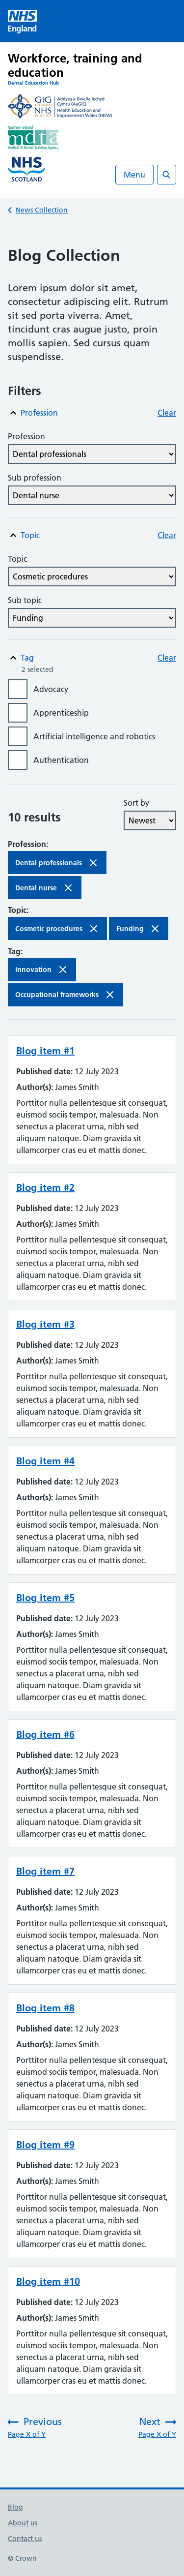 NHS
England
Workforce, training and
education
Dental Education Hub
GIG
CYMRU
NHS
WALES
Addysg a Gwella Iechyd
Cymru (AaGIC)
Health Education and
Improvement Wales (HEIW)
Northern Ireland
mdta
Medical & Dental Training Agency
NHS
SCOTLAND
Menu
News Collection
Blog Collection
Lorem ipsum dolor sit amet,
consectetur adipiscing elit. Rutrum
sit sed porta viverra. Amet,
tincidunt cras augue justo, proin
mollis sapien. Sed cursus quam
suspendisse.
Filters
Profession Clear
Profession
Dental professionals
Sub profession
Dental nurse
Topic Clear
Topic
Cosmetic procedures
Sub topic
Funding
Tag Clear
2 selected
Advocacy
Apprenticeship
Artificial intelligence and robotics
Authentication
Sort by
10 results
Newest
Profession:
Dental professionals
Dental nurse
Topic:
Cosmetic procedures Funding
Tag:
Innovation
Occupational frameworks
Blog item #1
Published date: 12 July 2023
Author(s): James Smith
Porttitor nulla pellentesque sit consequat,
euismod sociis tempor, malesuada. Non
senectus a placerat urna, nibh sed
aliquam natoque. Diam gravida sit
ullamcorper cras eu et mattis donec.
Blog item #2
Published date: 12 July 2023
Author(s): James Smith
Porttitor nulla pellentesque sit consequat,
euismod sociis tempor, malesuada. Non
senectus a placerat urna, nibh sed
aliquam natoque. Diam gravida sit
ullamcorper cras eu et mattis donec.
Blog item #3
Published date: 12 July 2023
Author(s): James Smith
Porttitor nulla pellentesque sit consequat,
euismod sociis tempor, malesuada. Non
senectus a placerat urna, nibh sed
aliquam natoque. Diam gravida sit
ullamcorper cras eu et mattis donec.
Blog item #4
Published date: 12 July 2023
Author(s): James Smith
Porttitor nulla pellentesque sit consequat,
euismod sociis tempor, malesuada. Non
senectus a placerat urna, nibh sed
aliquam natoque. Diam gravida sit
ullamcorper cras eu et mattis donec.
Blog item #5
Published date: 12 July 2023
Author(s): James Smith
Porttitor nulla pellentesque sit consequat,
euismod sociis tempor, malesuada. Non
senectus a placerat urna, nibh sed
aliquam natoque. Diam gravida sit
ullamcorper cras eu et mattis donec.
Blog item #6
Published date: 12 July 2023
Author(s): James Smith
Porttitor nulla pellentesque sit consequat,
euismod sociis tempor, malesuada. Non
senectus a placerat urna, nibh sed
aliquam natoque. Diam gravida sit
ullamcorper cras eu et mattis donec.
Blog item #7
Published date: 12 July 2023
Author(s): James Smith
Porttitor nulla pellentesque sit consequat,
euismod sociis tempor, malesuada. Non
senectus a placerat urna, nibh sed
aliquam natoque. Diam gravida sit
ullamcorper cras eu et mattis donec.
Blog item #8
Published date: 12 July 2023
Author(s): James Smith
Porttitor nulla pellentesque sit consequat,
euismod sociis tempor, malesuada. Non
senectus a placerat urna, nibh sed
aliquam natoque. Diam gravida sit
ullamcorper cras eu et mattis donec.
Blog item #9
Published date: 12 July 2023
Author(s): James Smith
Porttitor nulla pellentesque sit consequat,
euismod sociis tempor, malesuada. Non
senectus a placerat urna, nibh sed
aliquam natoque. Diam gravida sit
ullamcorper cras eu et mattis donec.
Blog item #10
Published date: 12 July 2023
Author(s): James Smith
Porttitor nulla pellentesque sit consequat,
euismod sociis tempor, malesuada. Non
senectus a placerat urna, nibh sed
aliquam natoque. Diam gravida sit
ullamcorper cras eu et mattis donec.
Previous Next
Page X of Y Page X of Y
Blog
About us
Contact us
© Crown